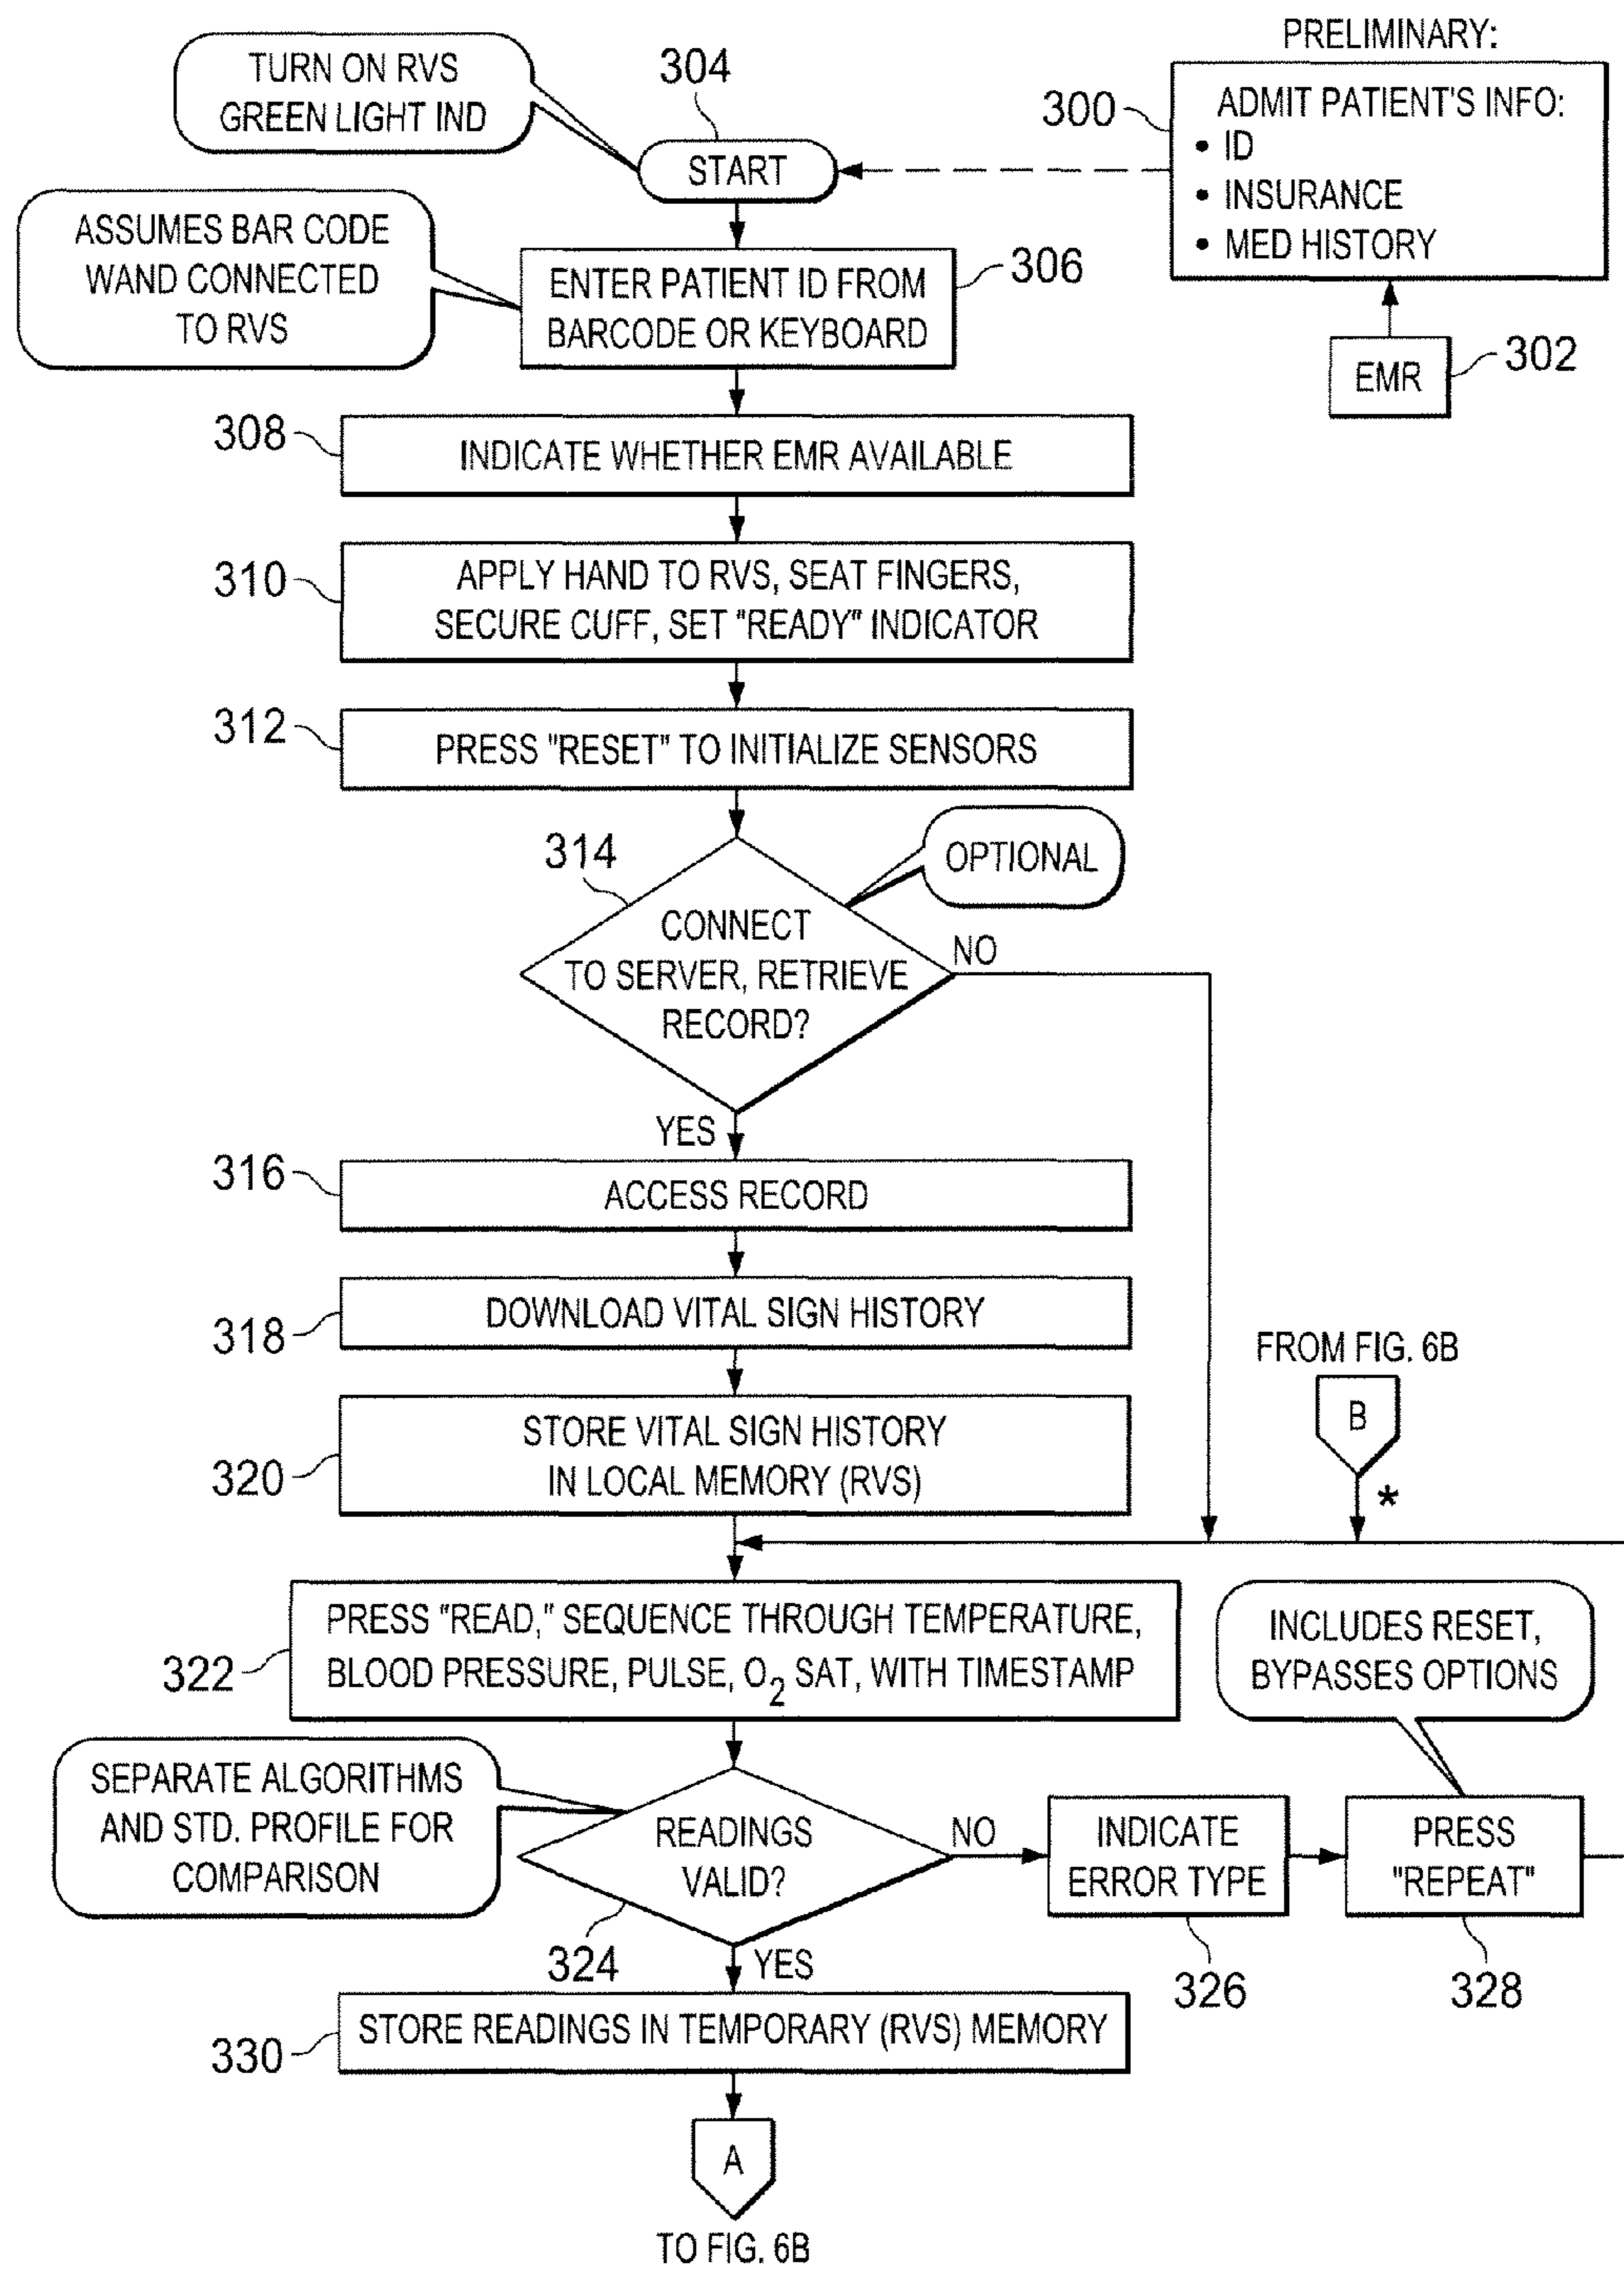 PRELIMINARY:
TURN ON RVS
GREEN LIGHT IND
304
START
300
ADMIT PATIENT'S INFO:
• ID
• INSURANCE
• MED HISTORY
ASSUMES BAR CODE
WAND CONNECTED
TO RVS
ENTER PATIENT ID FROM
BARCODE OR KEYBOARD
306
EMR
302
308
INDICATE WHETHER EMR AVAILABLE
310
APPLY HAND TO RVS, SEAT FINGERS,
SECURE CUFF, SET "READY" INDICATOR
312
PRESS "RESET" TO INITIALIZE SENSORS
314
OPTIONAL
CONNECT
TO SERVER, RETRIEVE
RECORD?
NO
YES
316
ACCESS RECORD
318
DOWNLOAD VITAL SIGN HISTORY
320
STORE VITAL SIGN HISTORY
IN LOCAL MEMORY (RVS)
FROM FIG. 6B
B
*
322
PRESS "READ," SEQUENCE THROUGH TEMPERATURE,
BLOOD PRESSURE, PULSE, O2 SAT, WITH TIMESTAMP
INCLUDES RESET,
BYPASSES OPTIONS
SEPARATE ALGORITHMS
AND STD. PROFILE FOR
COMPARISON
READINGS
VALID?
324
NO
INDICATE
ERROR TYPE
326
PRESS
"REPEAT"
328
YES
330
STORE READINGS IN TEMPORARY (RVS) MEMORY
A
TO FIG. 6B